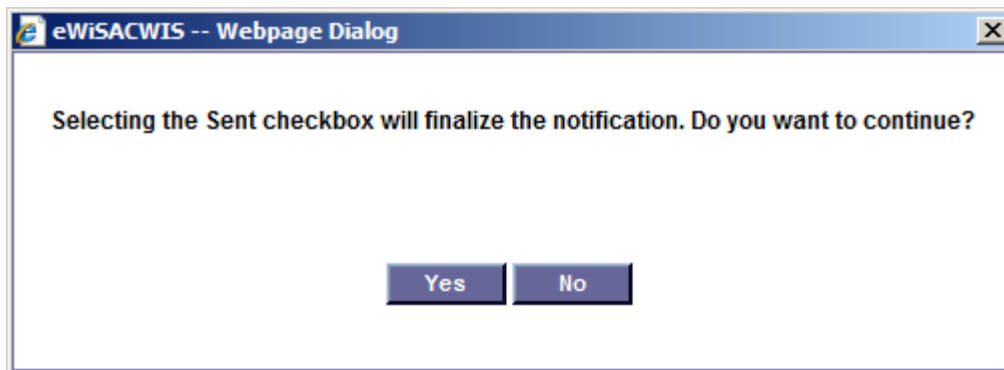 eWiSACWIS -- Webpage Dialog
Selecting the Sent checkbox will finalize the notification. Do you want to continue?
Yes No